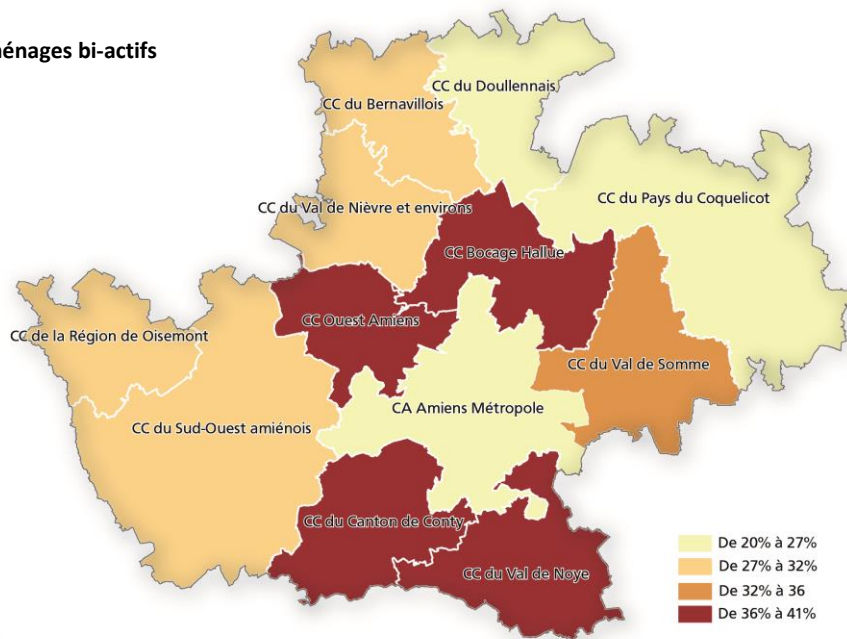 énages bi-actifs
CC du Doullennais
CC du Bernavillois
CC du Pays du Coquelicot
CC du Val de Nièvre et environs
CC Bocage Hallue
CC Ouest Amiens
CC de la Région de Oisemont
CC du Val de Somme
CA Amiens Métropole
CC du Sud-Ouest amiénois
CC du Canton de Conty
CC du Val de Noye
De 20% à 27%
De 27% à 32%
De 32% à 36
De 36% à 41%